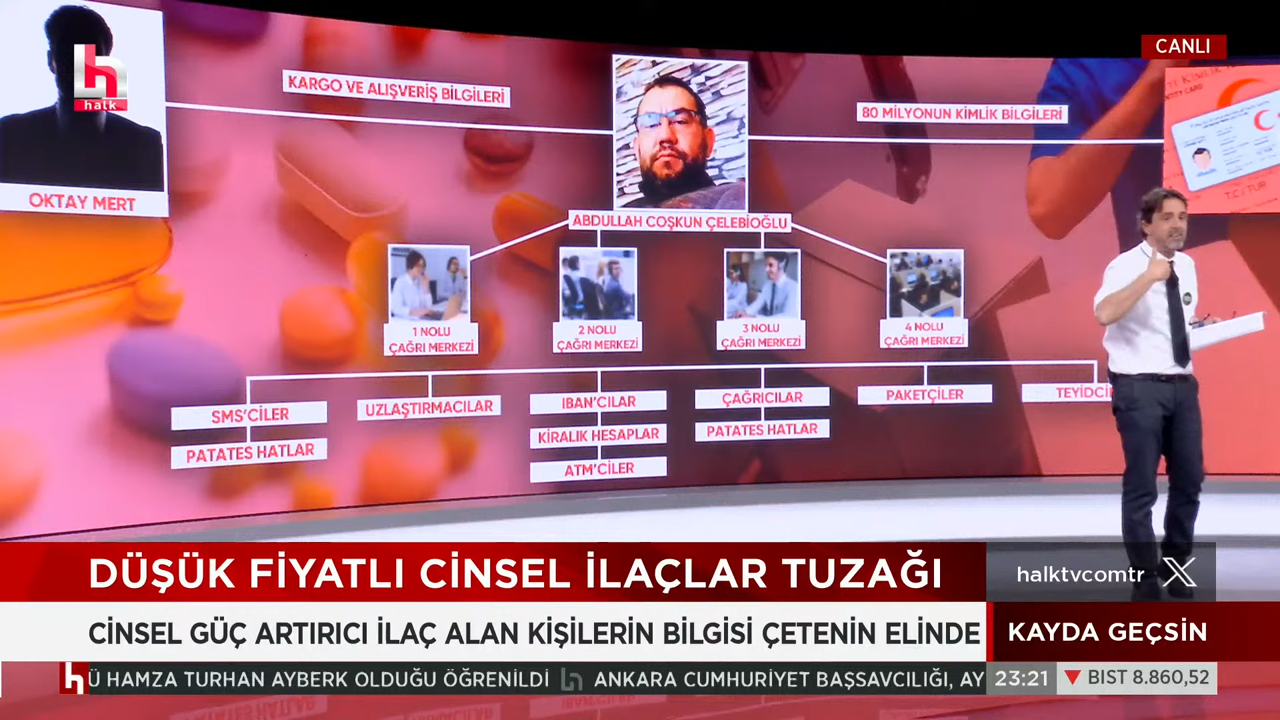 CANLI
h
halk
KARGO VE ALIŞVERİŞ BİLGİLERİ
80 MİLYONUN KİMLİK BİLGİLERİ
T.C./TUR
OKTAY MERT
ABDULLAH COŞKUN ÇELEBİOĞLU
1 NOLU
ÇAĞRI MERKEZİ
2 NOLU
ÇAĞRI MERKEZİ
3 NOLU
ÇAĞRI MERKEZİ
4 NOLU
ÇAĞRI MERKEZİ
SMS'CİLER
PATATES HATLAR
UZLAŞTIRMACILAR
IBAN'CILAR
KİRALIK HESAPLAR
ATM'CİLER
ÇAĞRICILAR
PATATES HATLAR
PAKETÇİLER
TEYİDCİ
DÜŞÜK FİYATLI CİNSEL İLAÇLAR TUZAĞI
halktvcomtr X
CİNSEL GÜÇ ARTIRICI İLAÇ ALAN KİŞİLERİN BİLGİSİ ÇETENİN ELİNDE
KAYDA GEÇSİN
Ü HAMZA TURHAN AYBERK OLDUĞU ÖĞRENİLDİ h ANKARA CUMHURİYET BAŞSAVCILIĞI, AY
23:21
BIST 8.860,52